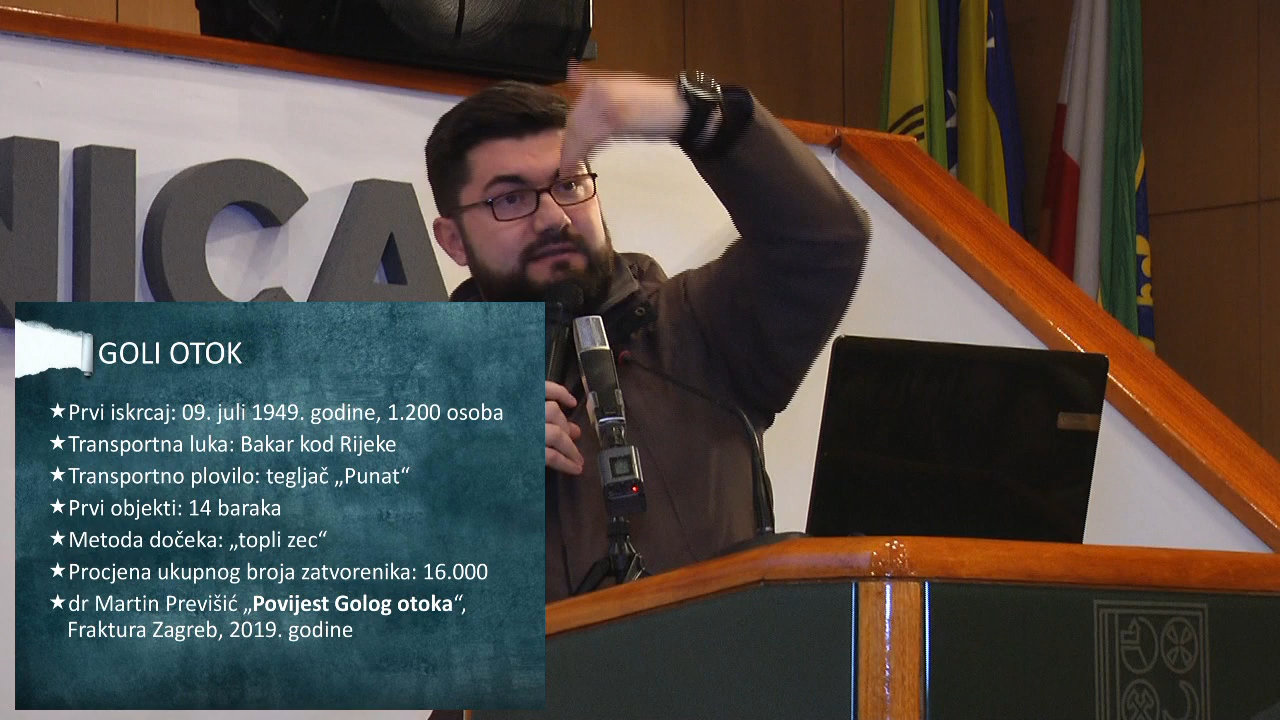 NICA
GOLI OTOK
Prvi iskrcaj: 09. juli 1949. godine, 1.200 osoba
Transportna luka: Bakar kod Rijeke
Transportno plovilo: tegljač „Punat“
Prvi objekti: 14 baraka
Metoda dočeka: „topli zec“
Procjena ukupnog broja zatvorenika: 16.000
dr Martin Previšić „Povijest Golog otoka“,
Fraktura Zagreb, 2019. godine